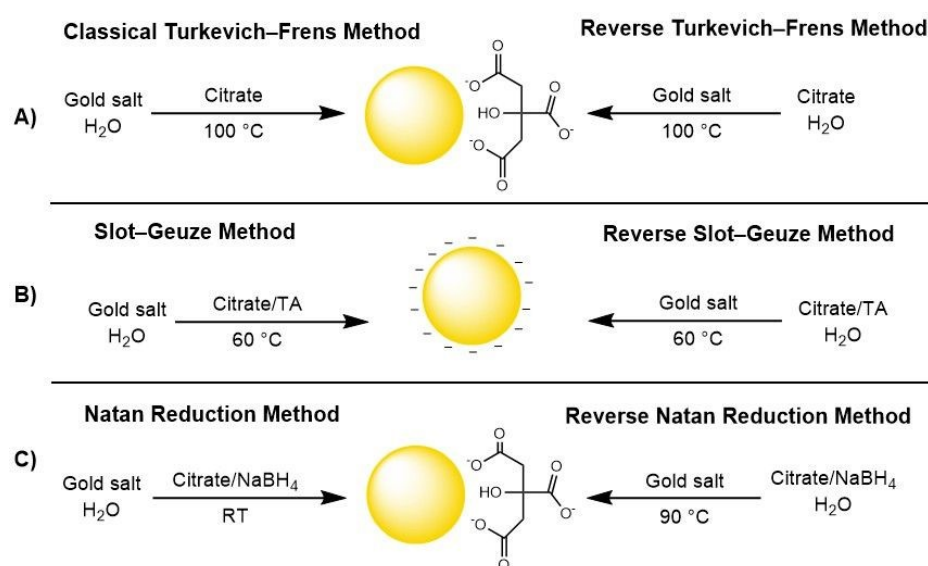 Classical Turkevich–Frens Method
Reverse Turkevich–Frens Method
A)
Gold salt
H₂O
Citrate
100 °C
O
⁻O
HO
O
O⁻
⁻O
O
Gold salt
100 °C
Citrate
H₂O
Slot–Geuze Method
Reverse Slot–Geuze Method
B)
Gold salt
H₂O
Citrate/TA
60 °C
Gold salt
60 °C
Citrate/TA
H₂O
Natan Reduction Method
Reverse Natan Reduction Method
C)
Gold salt
H₂O
Citrate/NaBH₄
RT
O
⁻O
HO
O
O⁻
⁻O
O
Gold salt
90 °C
Citrate/NaBH₄
H₂O